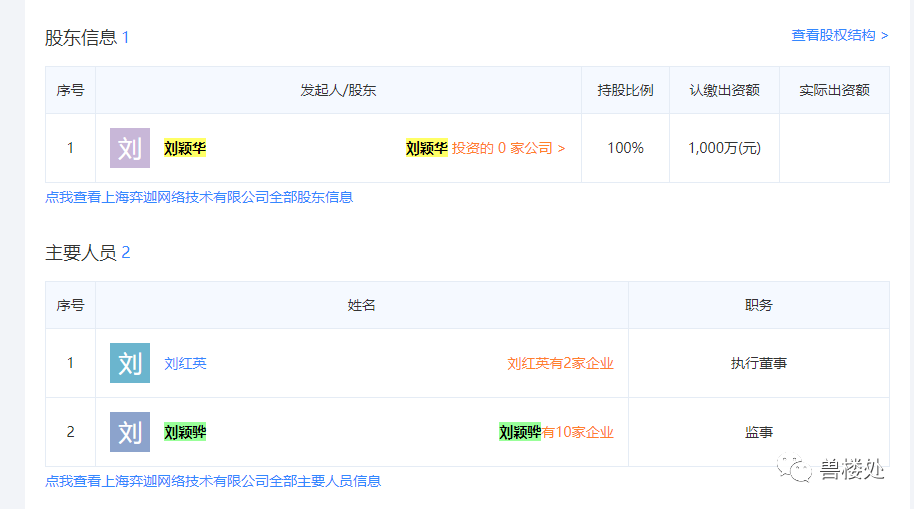 股东信息 1
查看股权结构 >
序号 发起人/股东 持股比例 认缴出资额 实际出资额
1 刘 刘颖华 刘颖华 投资的 0 家公司 > 100% 1,000万(元)
点我查看上海弈迦网络技术有限公司全部股东信息
主要人员 2
序号 姓名 职务
1 刘 刘红英 刘红英有2家企业 执行董事
2 刘 刘颖骅 刘颖骅有10家企业 监事
点我查看上海弈迦网络技术有限公司全部主要人员信息
兽楼处